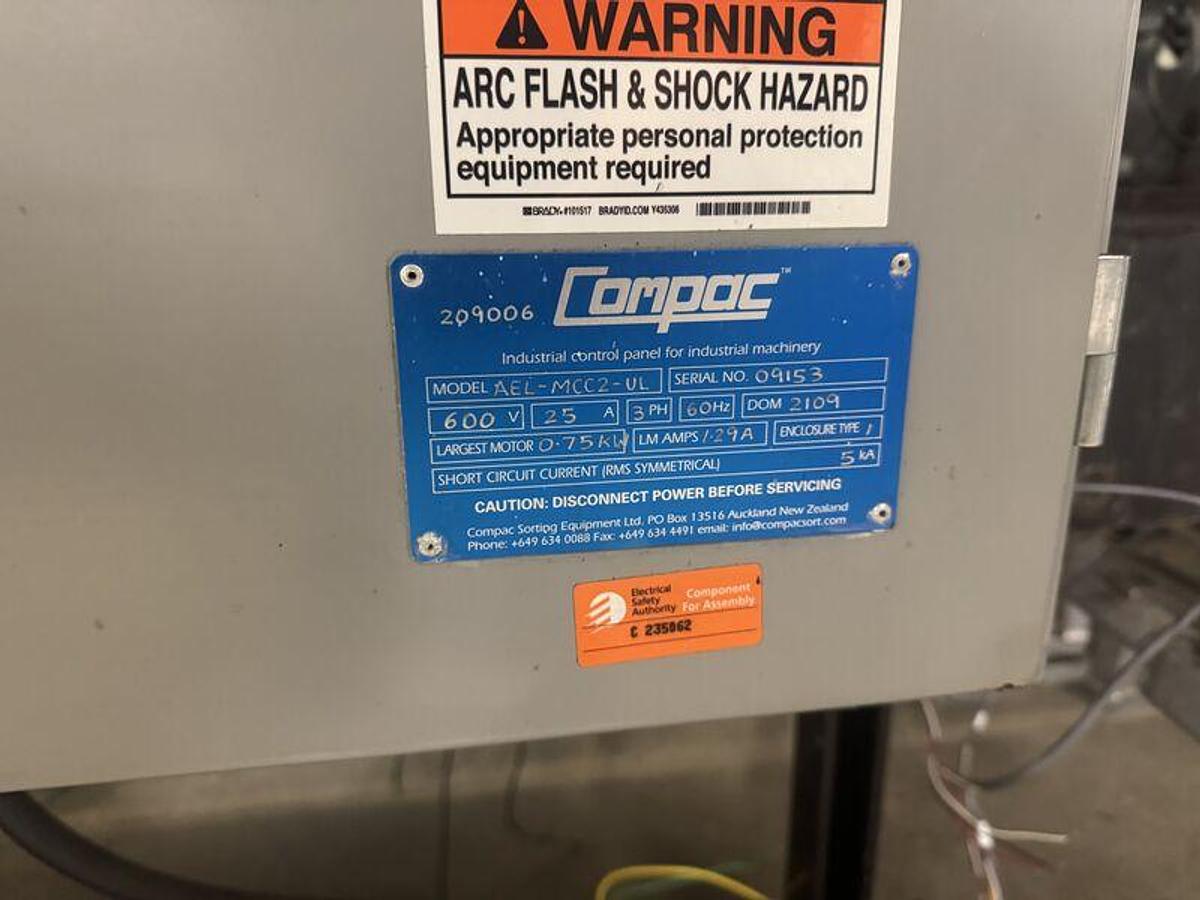 WARNING
ARC FLASH & SHOCK HAZARD
Appropriate personal protection
equipment required
BRADY #101517 BRADYID.COM Y435306
209006 Compac™
Industrial control panel for industrial machinery
MODEL AEL-MCC2-UL SERIAL NO. 09153
600 V 25 A 3 PH 60Hz DOM 2109
LARGEST MOTOR 0.75KW LM AMPS 1.29A ENCLOSURE TYPE 1
SHORT CIRCUIT CURRENT (RMS SYMMETRICAL) 5 kA
CAUTION: DISCONNECT POWER BEFORE SERVICING
Compac Sorting Equipment Ltd. PO Box 13516 Auckland New Zealand
Phone: +649 634 0088 Fax: +649 634 4491 email: info@compacsort.com
Electrical
Safety
Authority
Component
For Assembly
C 235062